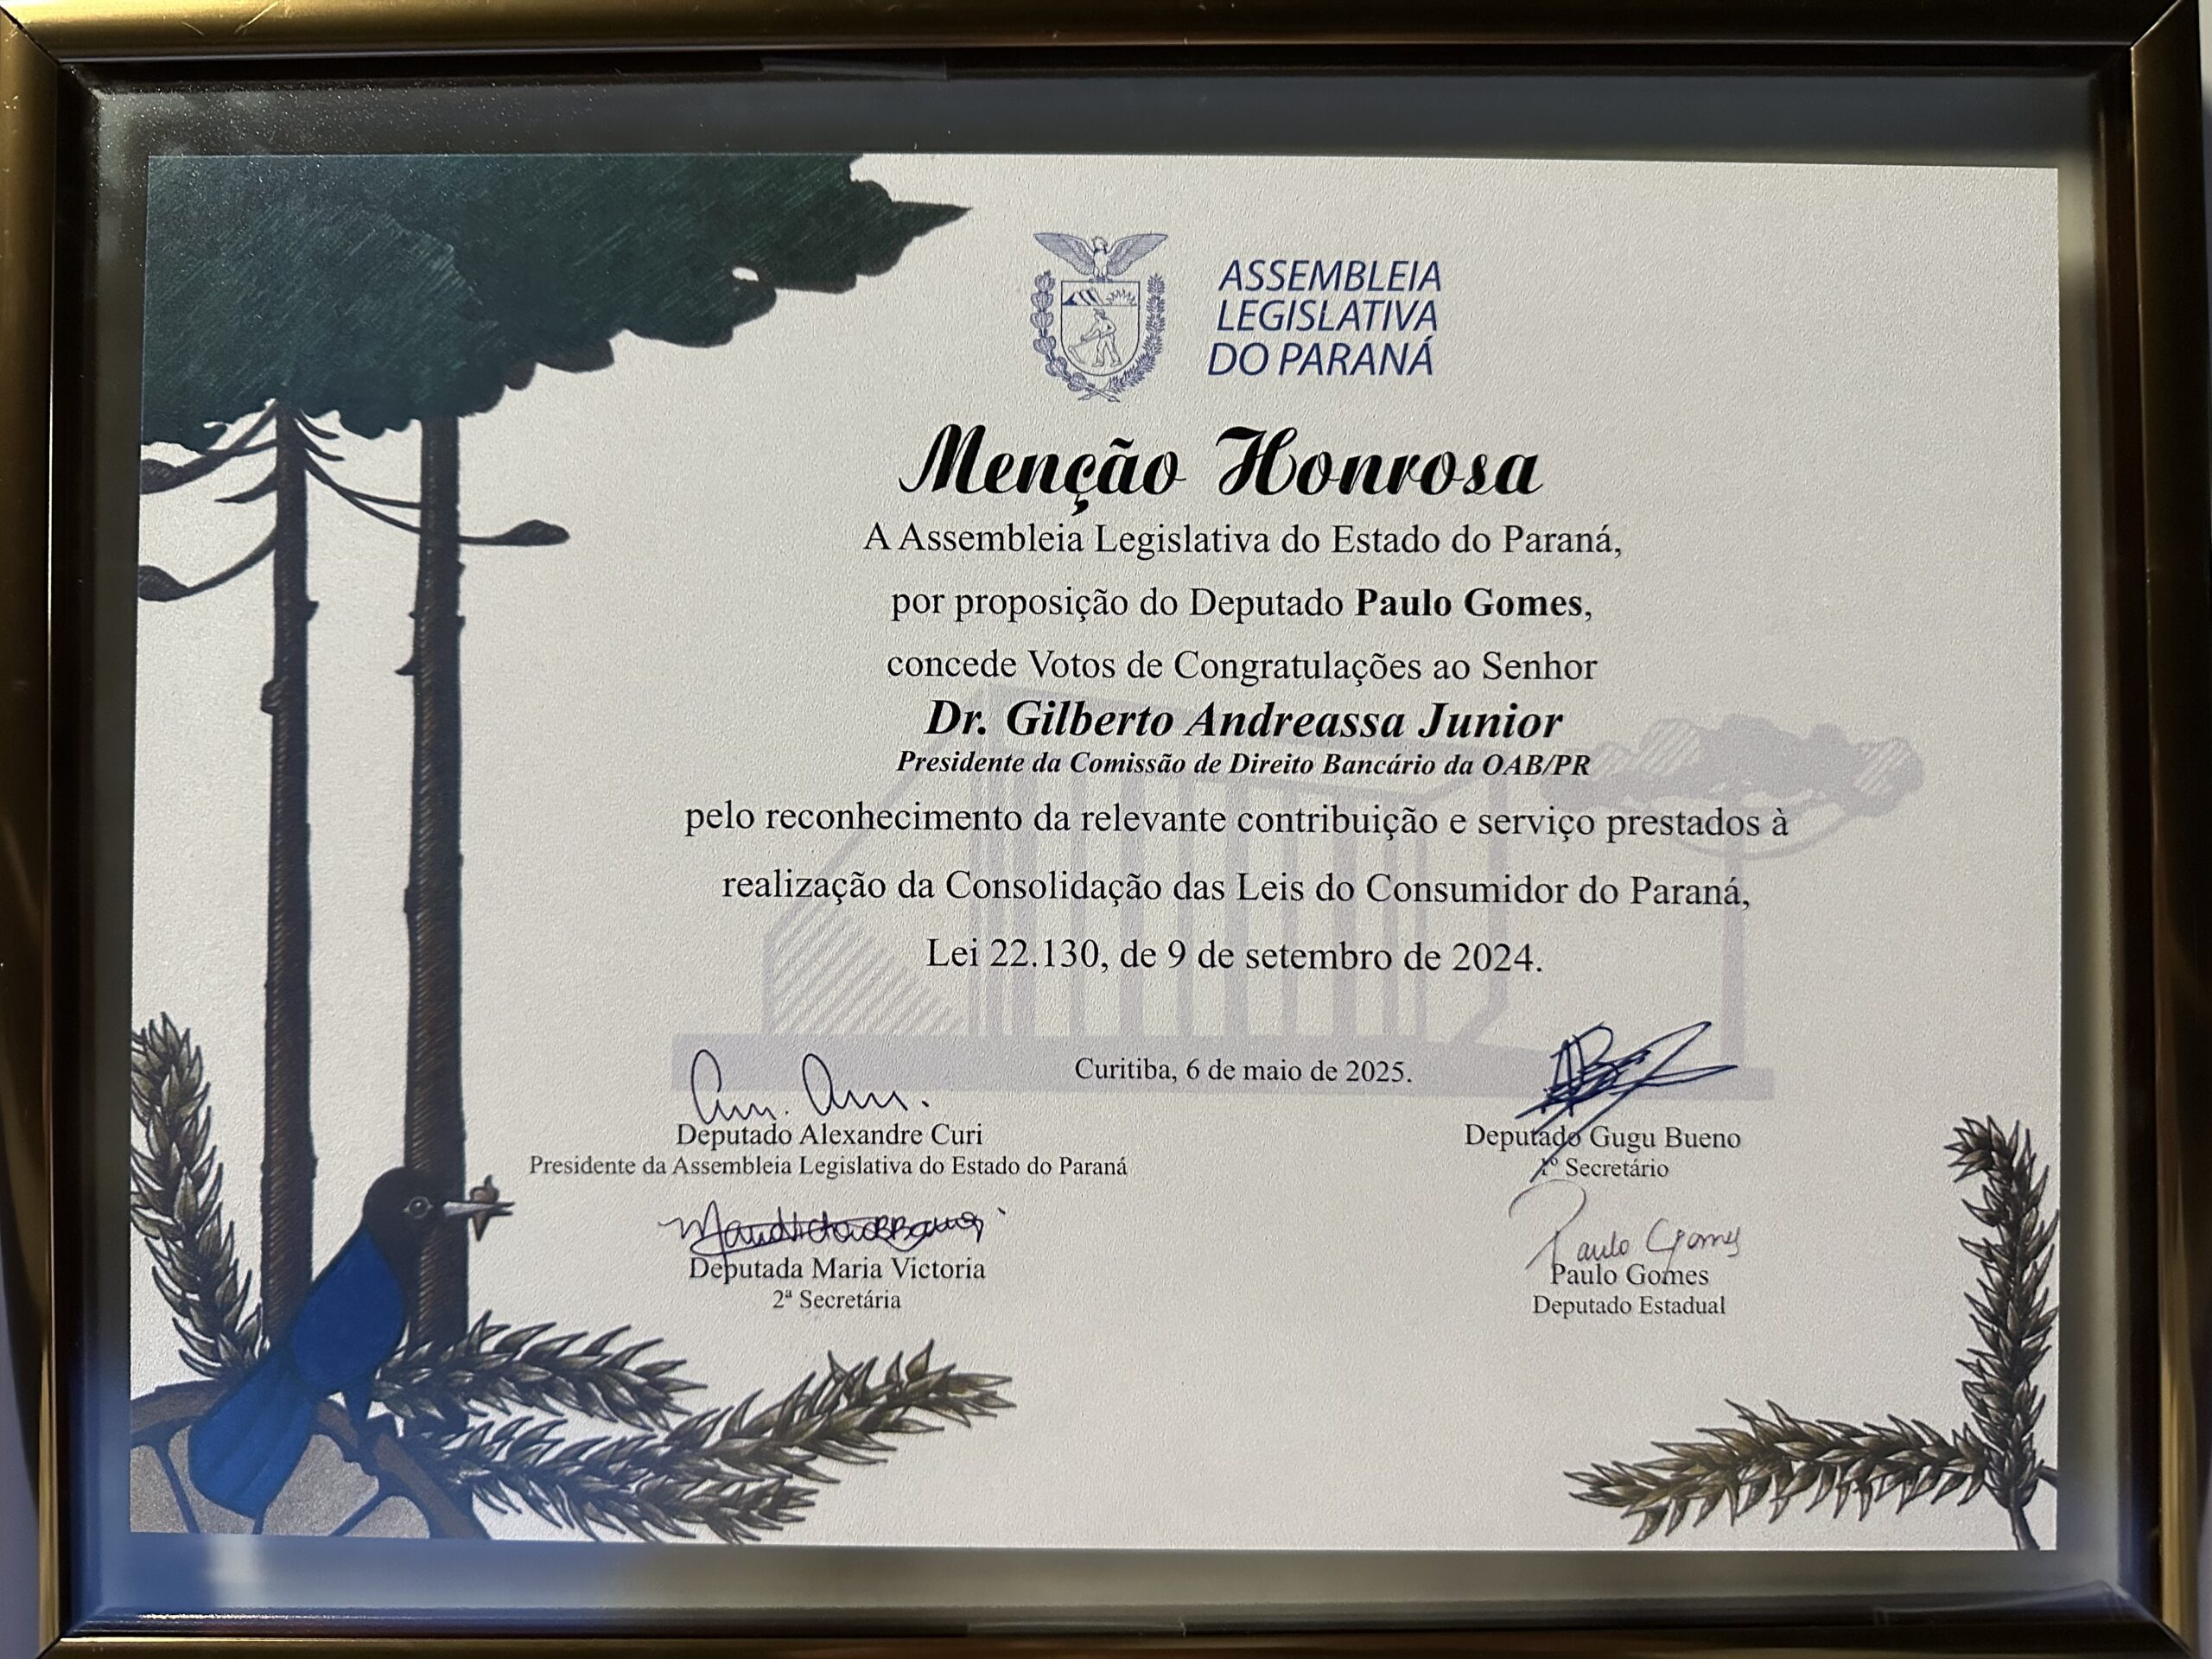 ASSEMBLEIA
LEGISLATIVA
DO PARANÁ
Menção Honrosa
A Assembleia Legislativa do Estado do Paraná,
por proposição do Deputado Paulo Gomes,
concede Votos de Congratulações ao Senhor
Dr. Gilberto Andreassa Junior
Presidente da Comissão de Direito Bancário da OAB/PR
pelo reconhecimento da relevante contribuição e serviço prestados à
realização da Consolidação das Leis do Consumidor do Paraná,
Lei 22.130, de 9 de setembro de 2024.
Curitiba, 6 de maio de 2025.
Deputado Alexandre Curi
Presidente da Assembleia Legislativa do Estado do Paraná
Deputado Gugu Bueno
1º Secretário
Deputada Maria Victoria
2ª Secretária
Paulo Gomes
Paulo Gomes
Deputado Estadual